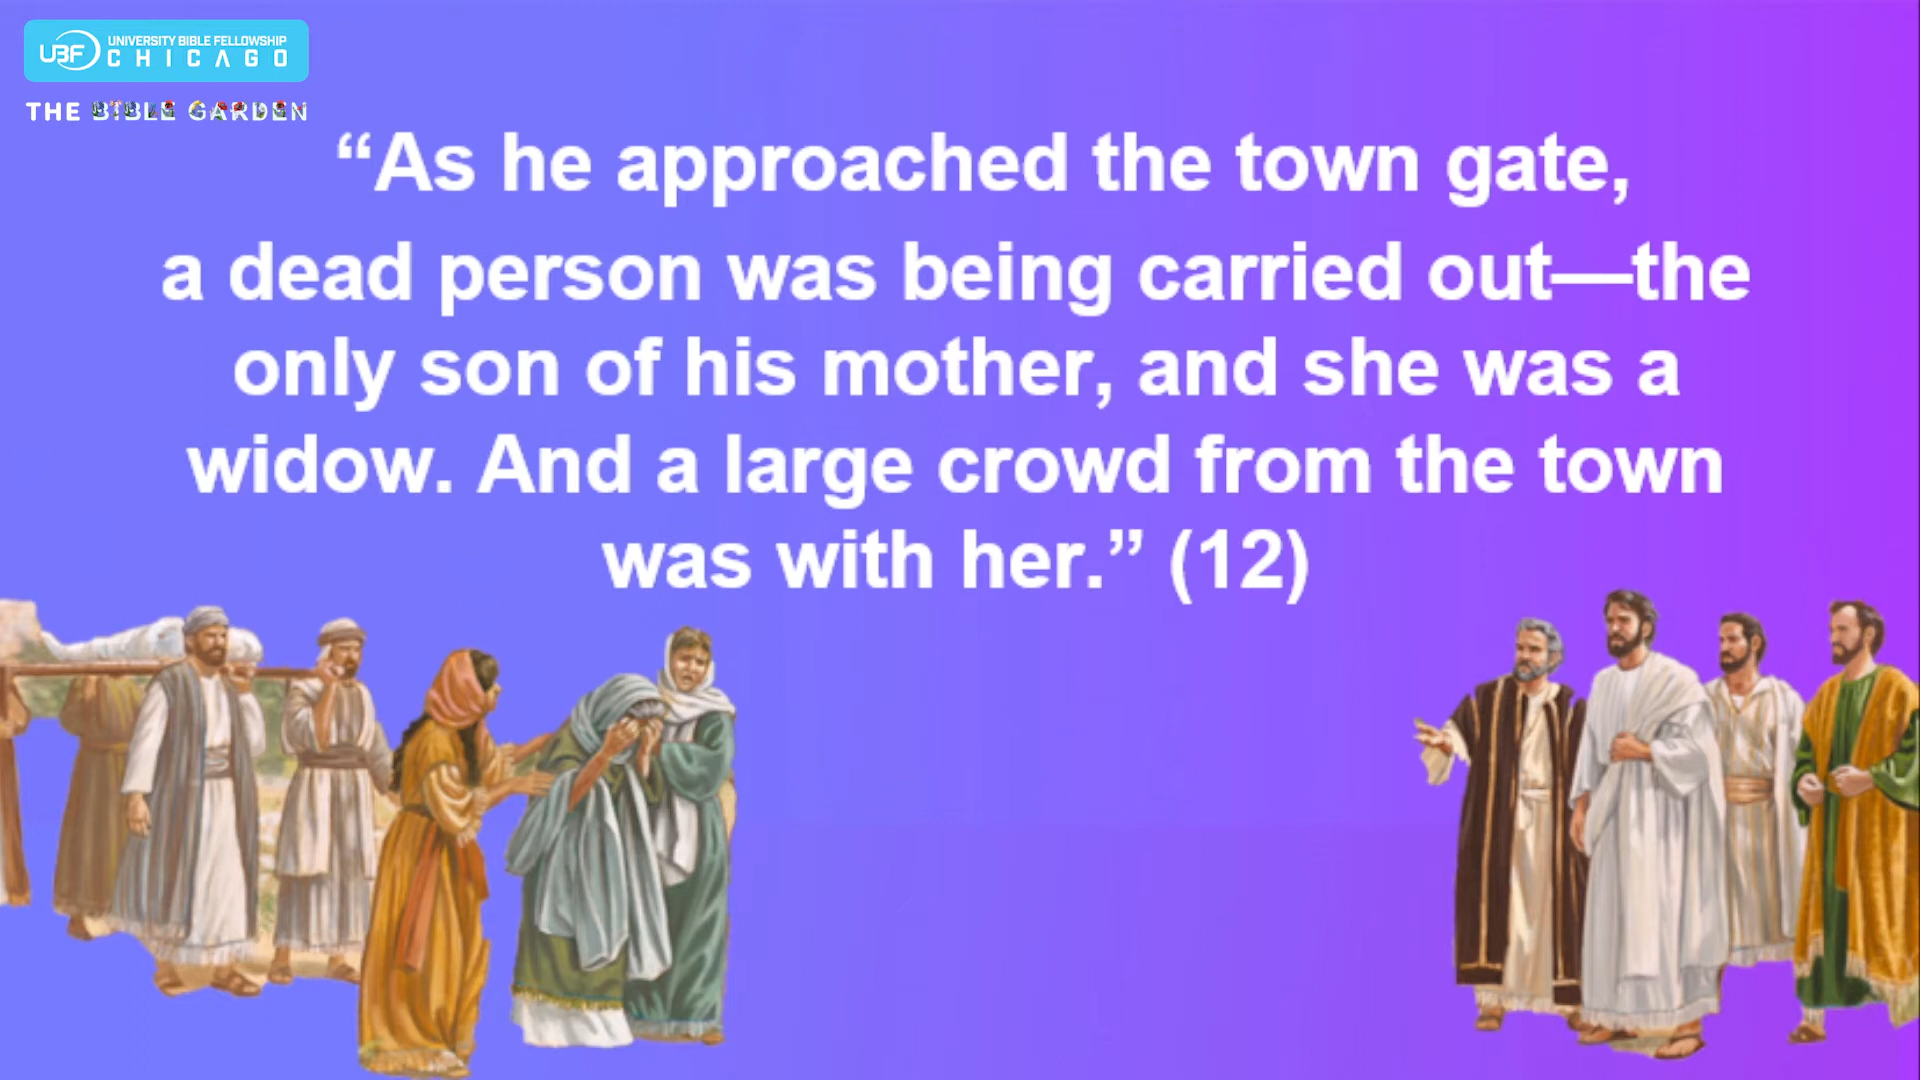 UBF UNIVERSITY BIBLE FELLOWSHIP
CHICAGO
THE BIBLE GARDEN
“As he approached the town gate,
a dead person was being carried out—the
only son of his mother, and she was a
widow. And a large crowd from the town
was with her.” (12)